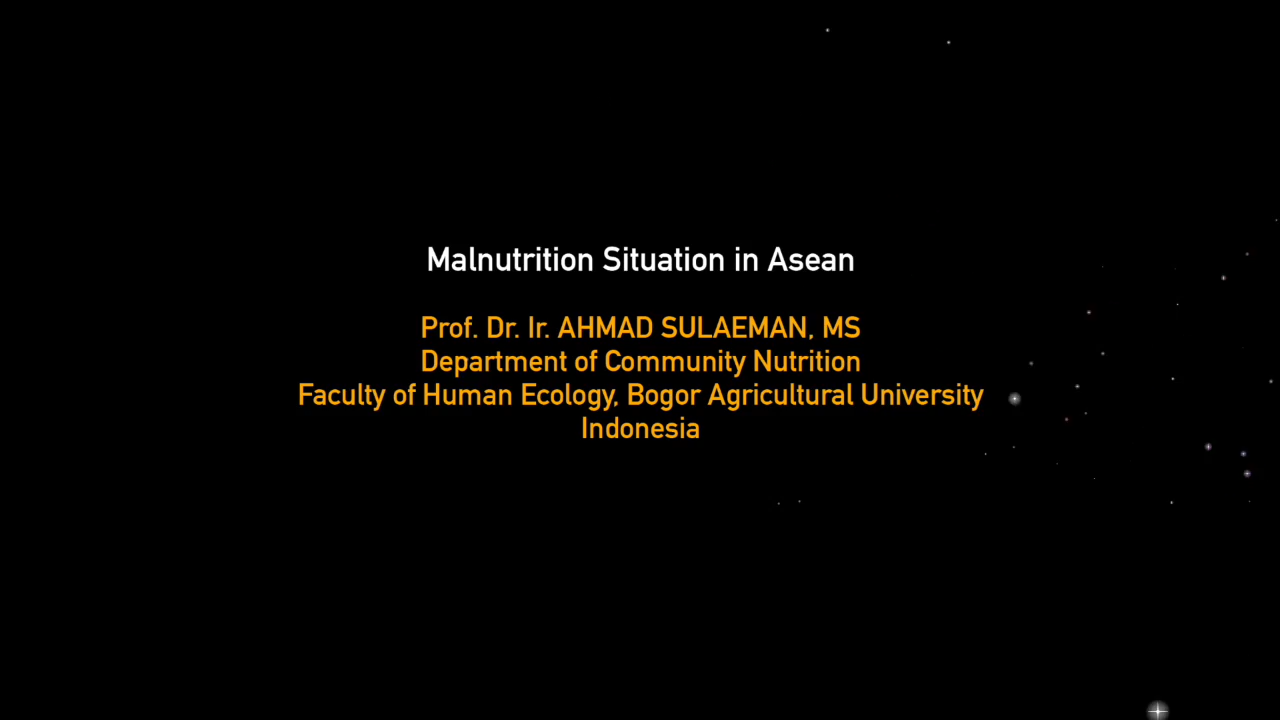 Malnutrition Situation in Asean
Prof. Dr. Ir. AHMAD SULAEMAN, MS
Department of Community Nutrition
Faculty of Human Ecology, Bogor Agricultural University
Indonesia